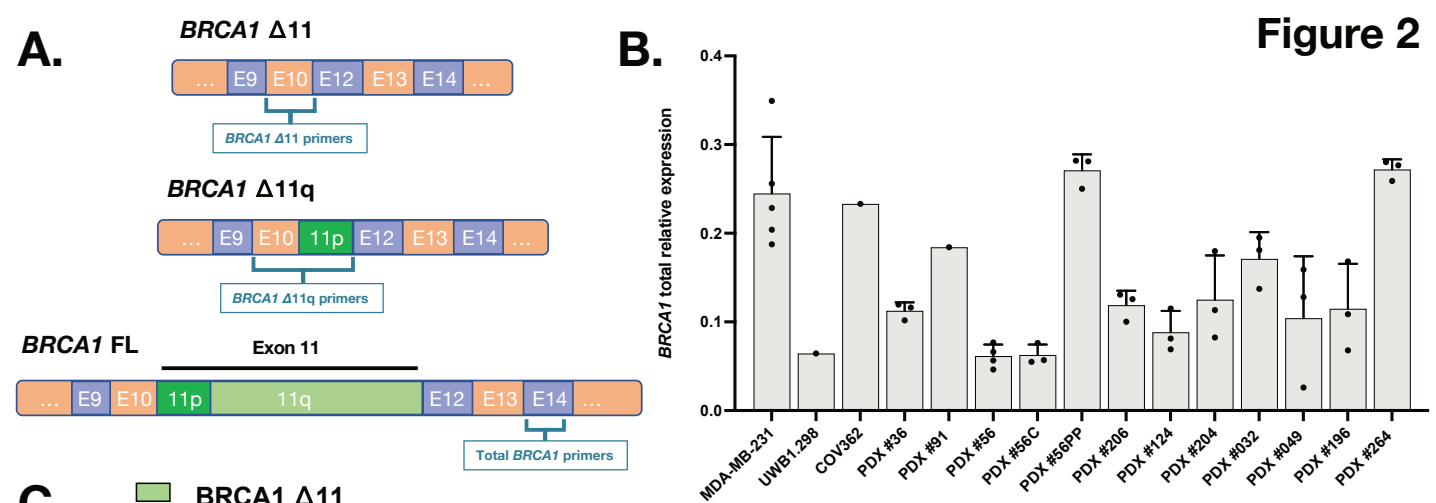 Figure 2
A.
BRCA1 Δ11
... E9 E10 E12 E13 E14 ...
BRCA1 Δ11 primers
BRCA1 Δ11q
... E9 E10 11p E12 E13 E14 ...
BRCA1 Δ11q primers
BRCA1 FL
Exon 11
... E9 E10 11p 11q E12 E13 E14 ...
Total BRCA1 primers
B.
BRCA1 total relative expression
0.4
0.3
0.2
0.1
0.0
MDA-MB-231
UWB1.298
COV362
PDX #36
PDX #91
PDX #56
PDX #56C
PDX #56PP
PDX #206
PDX #124
PDX #204
PDX #032
PDX #049
PDX #196
PDX #264
C.
BRCA1 Δ11